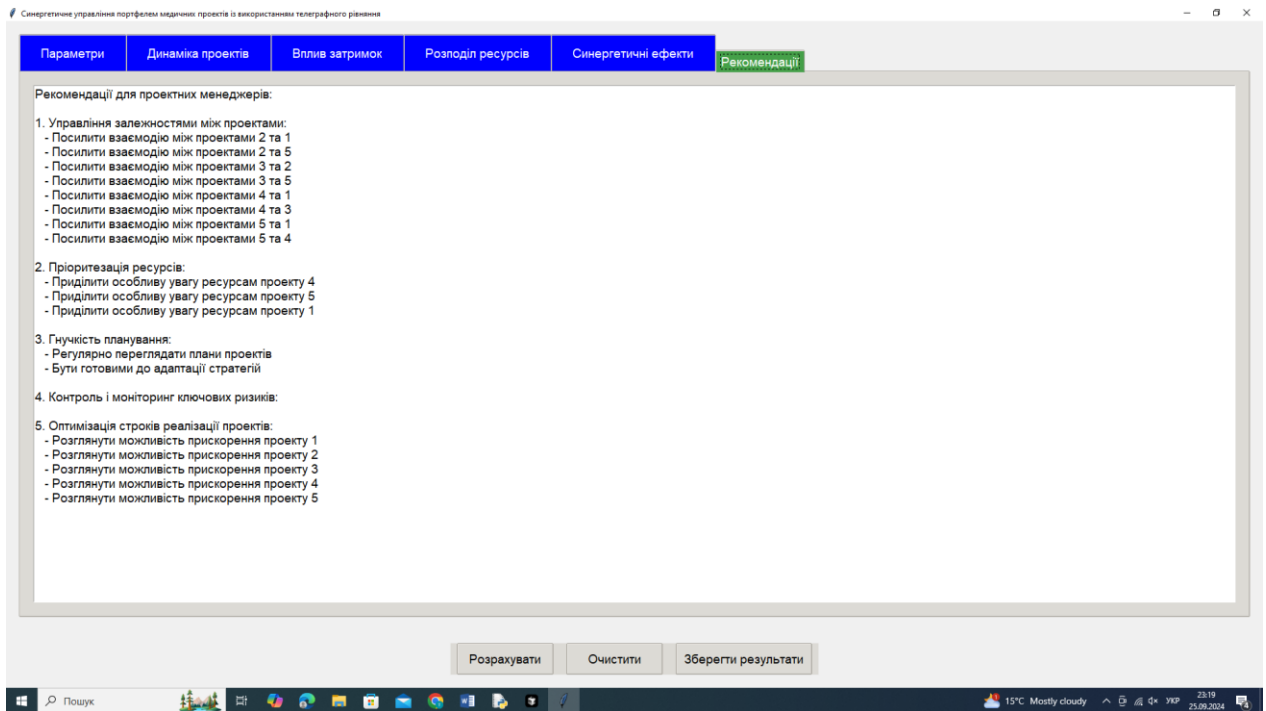 Синергетичне управління портфелем медичних проектів із використанням телеграфного рівняння
Параметри
Динаміка проектів
Вплив затримок
Розподіл ресурсів
Синергетичні ефекти
Рекомендації
Рекомендації для проектних менеджерів:
1. Управління залежностями між проектами:
- Посилити взаємодію між проектами 2 та 1
- Посилити взаємодію між проектами 2 та 5
- Посилити взаємодію між проектами 3 та 2
- Посилити взаємодію між проектами 3 та 5
- Посилити взаємодію між проектами 4 та 1
- Посилити взаємодію між проектами 4 та 3
- Посилити взаємодію між проектами 5 та 1
- Посилити взаємодію між проектами 5 та 4
2. Пріоритезація ресурсів:
- Приділити особливу увагу ресурсам проекту 4
- Приділити особливу увагу ресурсам проекту 5
- Приділити особливу увагу ресурсам проекту 1
3. Гнучкість планування:
- Регулярно переглядати плани проектів
- Бути готовими до адаптації стратегій
4. Контроль і моніторинг ключових ризиків:
5. Оптимізація строків реалізації проектів:
- Розглянути можливість прискорення проекту 1
- Розглянути можливість прискорення проекту 2
- Розглянути можливість прискорення проекту 3
- Розглянути можливість прискорення проекту 4
- Розглянути можливість прискорення проекту 5
Розрахувати
Очистити
Зберегти результати
Пошук
15°C Mostly cloudy
УКР
23:19
25.09.2024